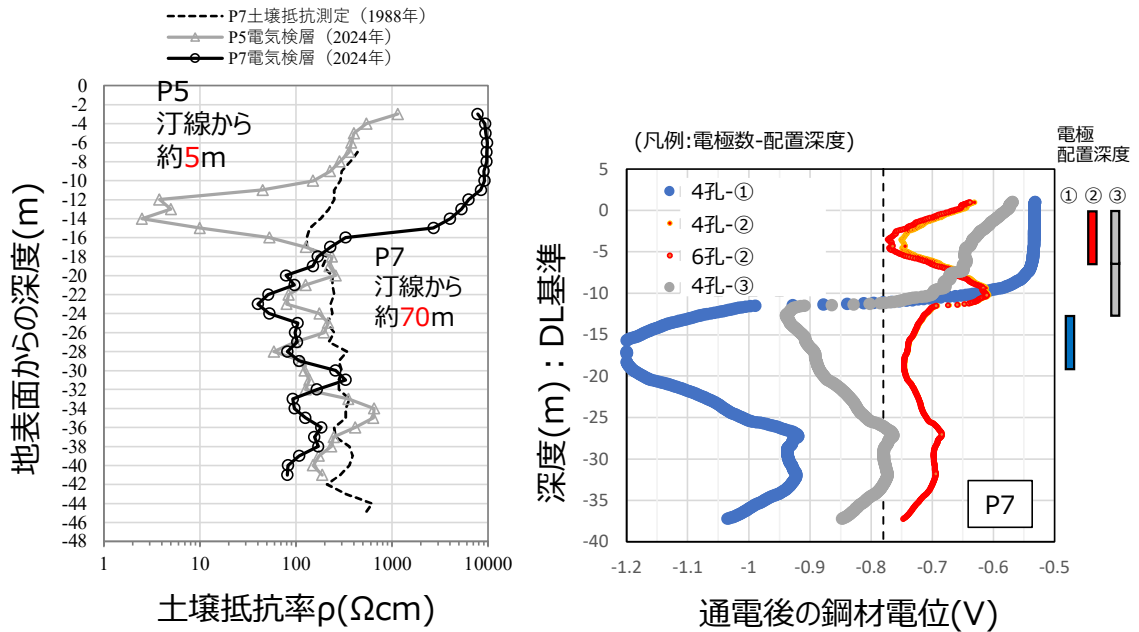 P7土壌抵抗測定（1988年）
P5電気検層（2024年）
P7電気検層（2024年）
0
-2
-4
-6
-8
-10
-12
-14
-16
-18
-20
-22
-24
-26
-28
-30
-32
-34
-36
-38
-40
-42
-44
-46
-48
地表面からの深度(m)
P5
汀線から
約5m
P7
汀線から
約70m
1
10
100
1000
10000
土壌抵抗率ρ(Ωcm)
(凡例:電極数-配置深度)
4孔-①
4孔-②
6孔-②
4孔-③
5
0
-5
-10
-15
-20
-25
-30
-35
-40
深度(m)：DL基準
P7
-1.2
-1.1
-1
-0.9
-0.8
-0.7
-0.6
-0.5
通電後の鋼材電位(V)
電極
配置深度
① ② ③